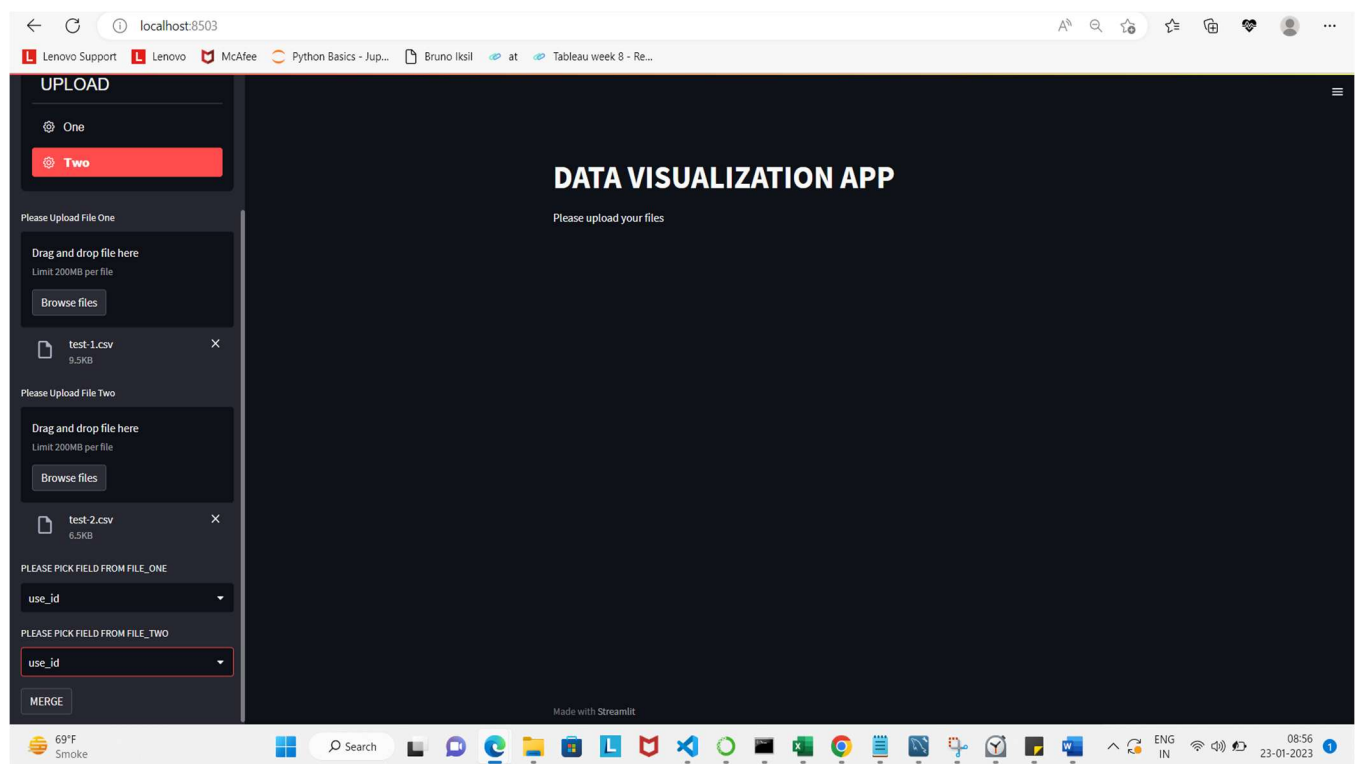 localhost:8503
Lenovo Support Lenovo McAfee Python Basics - Jup... Bruno Iksil at Tableau week 8 - Re...
UPLOAD
One
Two
Please Upload File One
Drag and drop file here
Limit 200MB per file
Browse files
test-1.csv
9.5KB
Please Upload File Two
Drag and drop file here
Limit 200MB per file
Browse files
test-2.csv
6.5KB
PLEASE PICK FIELD FROM FILE_ONE
use_id
PLEASE PICK FIELD FROM FILE_TWO
use_id
MERGE
DATA VISUALIZATION APP
Please upload your files
Made with Streamlit
69°F
Smoke
Search
ENG
IN
08:56
23-01-2023
1